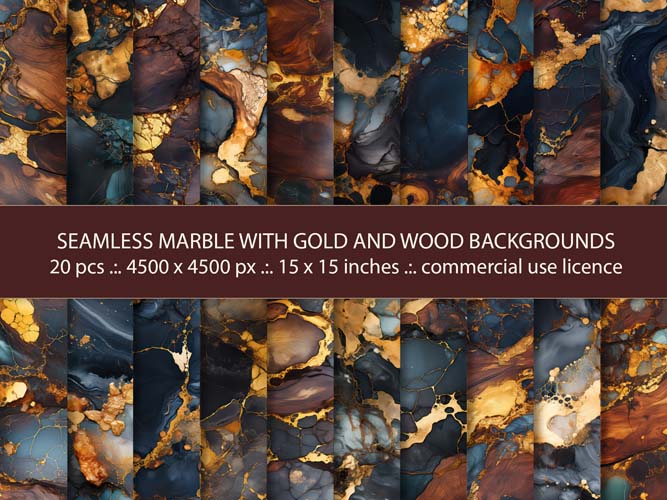 SEAMLESS MARBLE WITH GOLD AND WOOD BACKGROUNDS
20 pcs .:. 4500 x 4500 px .:. 15 x 15 inches .:. commercial use licence